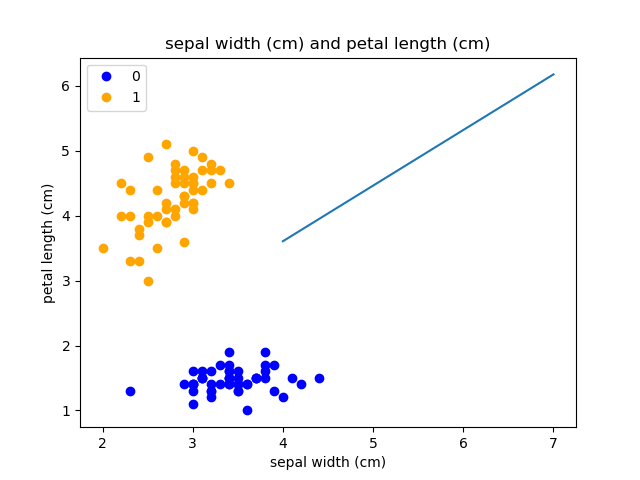 sepal width (cm) and petal length (cm)
0
1
6
5
4
3
2
1
petal length (cm)
2 3 4 5 6 7
sepal width (cm)